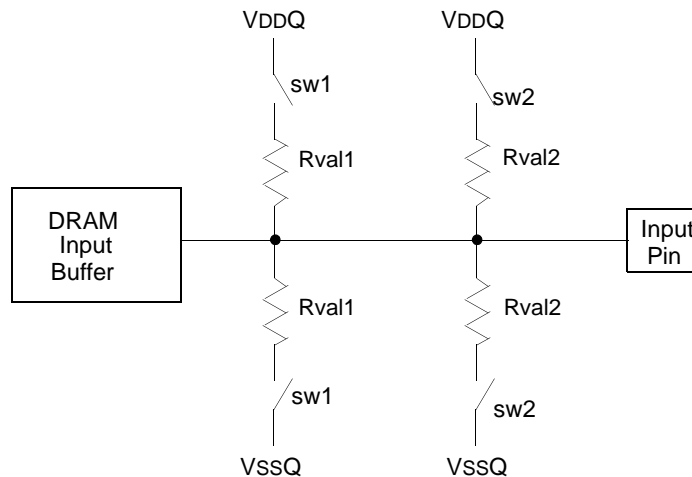 VDDQ
VDDQ
sw1
sw2
Rval1
Rval2
DRAM
Input
Buffer
Input
Pin
Rval1
Rval2
sw1
sw2
VSSQ
VSSQ